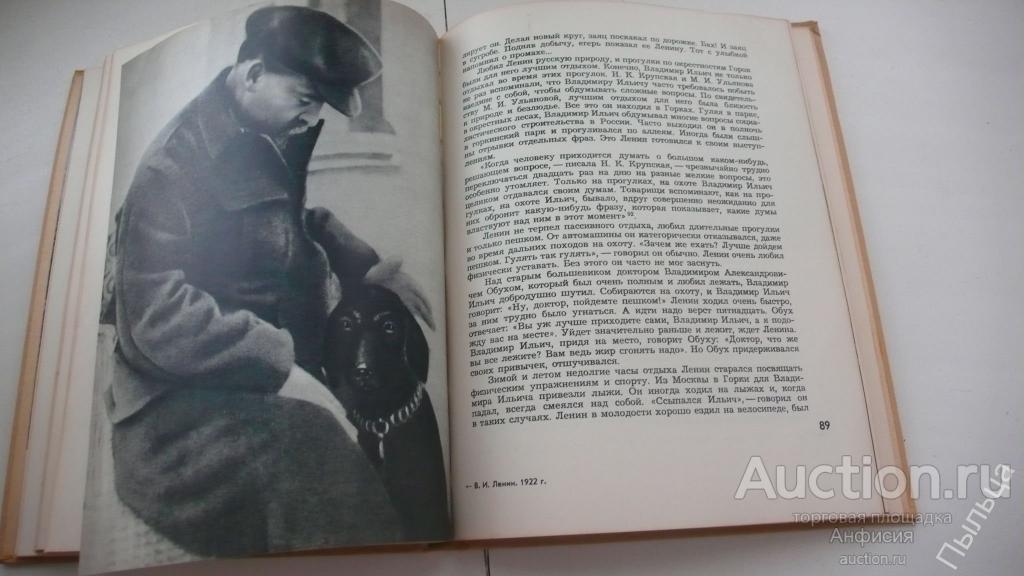 лирует он. Делая новый круг, заяц поскакал по дорожке. Бах! И заяц
в сугробе. Подняв добычу, егерь показал ее Ленину. Тот с улыбкой
напомнил о промахе...
Любил Ленин русскую природу, и прогулки по окрестностям Горок
были для него лучшим отдыхом. Конечно, Владимир Ильич не только
отдыхал во время этих прогулок. Н. К. Крупская и М. И. Ульянова
не раз вспоминали, что Владимиру Ильичу часто требовалось побыть
наедине с собой, чтобы обдумывать сложные вопросы. По свидетель-
ству М. И. Ульяновой, лучшим отдыхом для него была близость
к природе и безлюдье. Все это он находил в Горках. Гуляя в парке,
в окрестных лесах, Владимир Ильич обдумывал многие вопросы социа-
листического строительства в России. Часто выходил он в полночь
в горкинский парк и прогуливался по аллеям. Иногда были слыш-
ны отрывки отдельных фраз. Это Ленин готовился к своим выступ-
лениям.
«Когда человеку приходится думать о большом каком-нибудь,
решающем вопросе, — писала Н. К. Крупская, — чрезвычайно трудно
переключаться двадцать раз на дню на разные мелкие вопросы, это
особенно утомляет. Только на прогулках, на охоте Владимир Ильич
целиком отдавался своим думам. Товарищи вспоминают, как на про-
гулках, на охоте Ильич, бывало, вдруг совершенно неожиданно для
них обронит какую-нибудь фразу, которая показывает, какие думы
властвуют над ним в этот момент» 92.
Ленин не терпел пассивного отдыха, любил длительные прогулки
и только пешком. От автомашины он категорически отказывался, даже
во время дальних походов на охоту. «Зачем же ехать? Лучше пойдем
пешком. Гулять так гулять», — говорил он обычно. Ленин очень любил
физически уставать. Без этого он часто не мог заснуть.
Над старым большевиком доктором Владимиром Александрови-
чем Обухом, который был очень полным и любил лежать, Владимир
Ильич добродушно шутил. Собираются на охоту, и Владимир Ильич
говорит: «Ну, доктор, пойдемте пешком!» Ленин ходил очень быстро,
за ним трудно было угнаться. А идти надо верст пятнадцать. Обух
отвечает: «Вы уж лучше приходите сами, Владимир Ильич, а я подо-
жду вас на месте». Уйдет значительно раньше и лежит, ждет Ленина.
Владимир Ильич, придя на место, говорит Обуху: «Доктор, что же
вы все лежите? Вам ведь жир сгонять надо». Но Обух придерживался
своих привычек, отшучивался.
Зимой и летом недолгие часы отдыха Ленин старался посвящать
физическим упражнениям и спорту. Из Москвы в Горки для Влади-
мира Ильича привезли лыжи. Он иногда ходил на лыжах и, когда
падал, всегда смеялся над собой. «Ссыпался Ильич», — говорил он
в таких случаях. Ленин в молодости хорошо ездил на велосипеде, был
89
← В. И. Ленин. 1922 г.
Auction.ru
торговая площадка
Анфисия
auction.ru
Пыльца